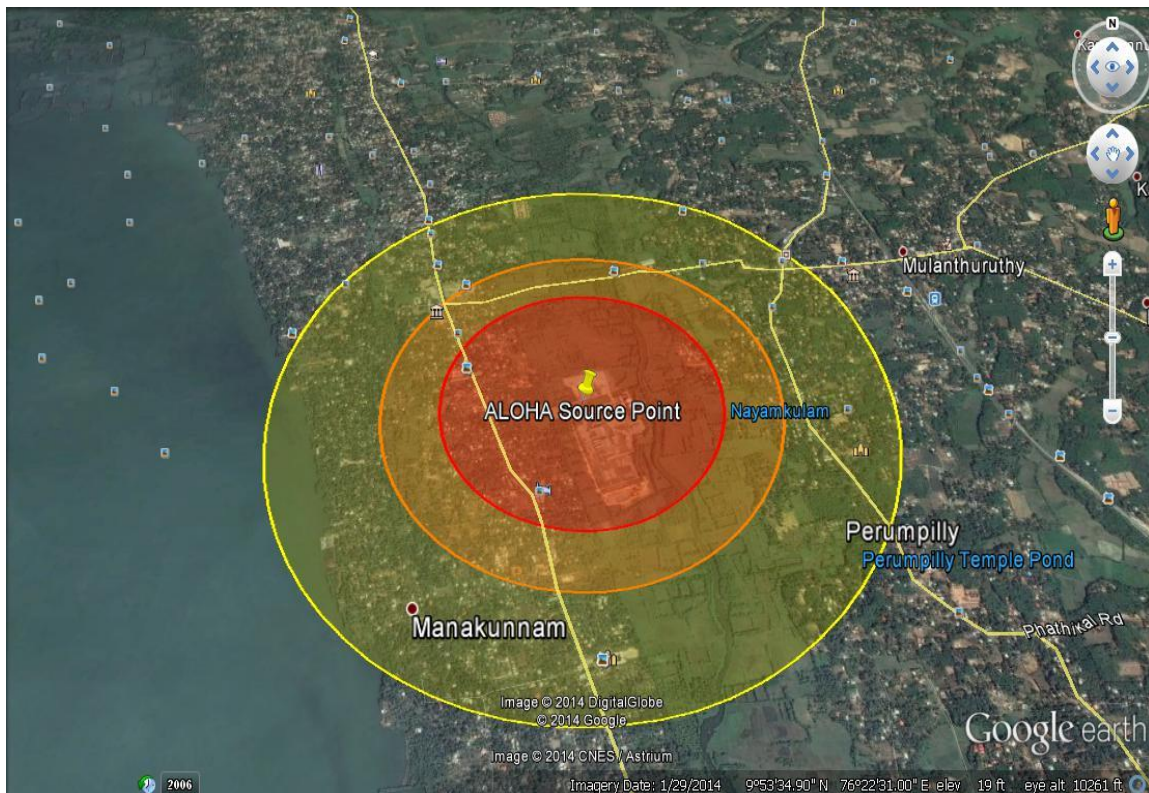 N
Mulanthuruthy
ALOHA Source Point
Nayamkulam
Perumpilly
Perumpilly Temple Pond
Manakunnam
Phathikal Rd
Image © 2014 DigitalGlobe
© 2014 Google
Google earth
Image © 2014 CNES / Astrium
2006
Imagery Date: 1/29/2014 9°53'34.90" N 76°22'31.00" E elev 19 ft eye alt 10261 ft